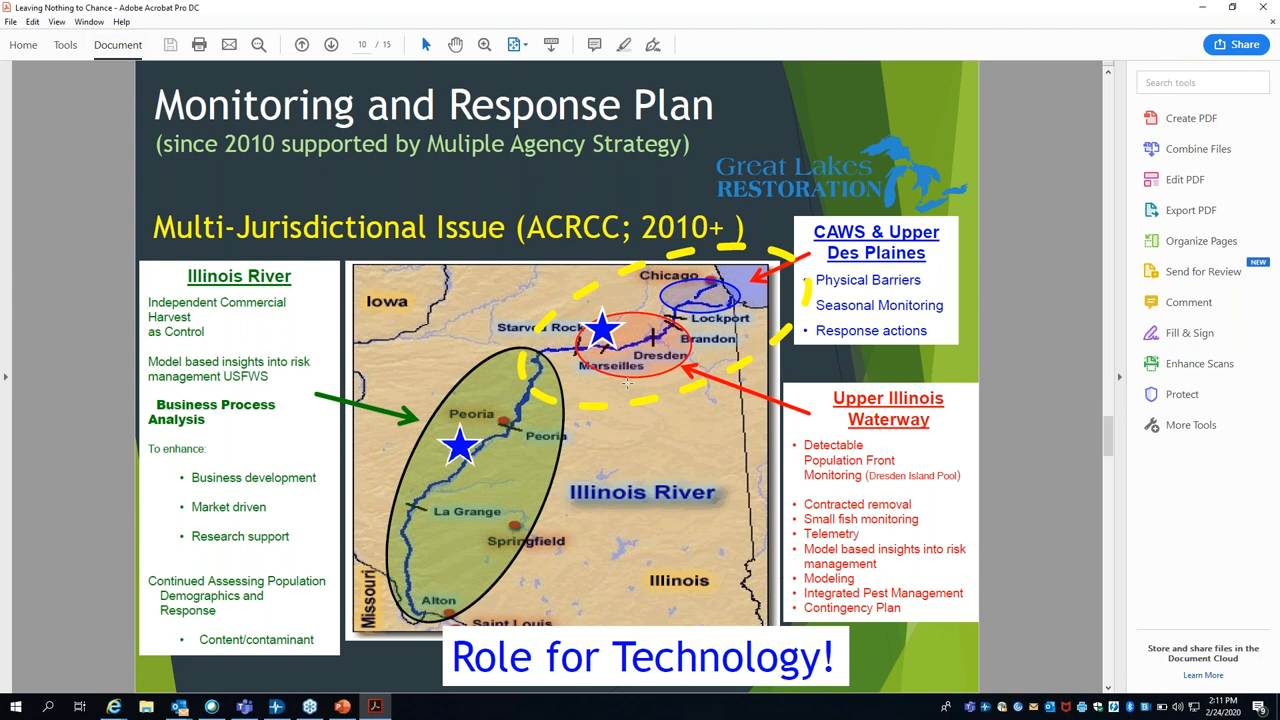 Leaving Nothing to Chance - Adobe Acrobat Pro DC
File Edit View Window Help
Home Tools Document 10 / 15 Share
Monitoring and Response Plan
(since 2010 supported by Muliple Agency Strategy)
Great Lakes
RESTORATION
Multi-Jurisdictional Issue (ACRCC; 2010+ )
Illinois River
Independent Commercial
Harvest
as Control
Model based insights into risk
management USFWS
Business Process
Analysis
To enhance:
• Business development
• Market driven
• Research support
Continued Assessing Population
Demographics and
Response
• Content/contaminant
Iowa
Chicago
Lockport
Starved Rock
Brandon
Dresden
Marseilles
Peoria
Peoria
Illinois River
La Grange
Springfield
Illinois
Missouri
Alton
Saint Louis
CAWS & Upper
Des Plaines
• Physical Barriers
Seasonal Monitoring
• Response actions
Upper Illinois
Waterway
• Detectable
Population Front
Monitoring (Dresden Island Pool)
• Contracted removal
• Small fish monitoring
• Telemetry
• Model based insights into risk
management
• Modeling
• Integrated Pest Management
• Contingency Plan
Role for Technology!
Search tools
Create PDF
Combine Files
Edit PDF
Export PDF
Organize Pages
Send for Review NEW
Comment
Fill & Sign
Enhance Scans
Protect
More Tools
Store and share files in the
Document Cloud
Learn More
2:11 PM
2/24/2020